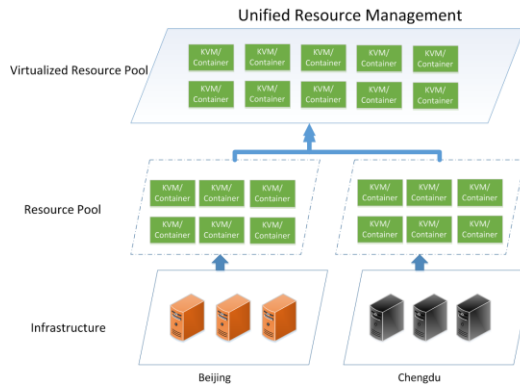 Unified Resource Management
Virtualized Resource Pool
KVM/ KVM/ KVM/ KVM/ KVM/
Container Container Container Container Container
KVM/ KVM/ KVM/ KVM/ KVM/
Container Container Container Container Container
Resource Pool
KVM/ KVM/ KVM/ KVM/ KVM/ KVM/
Container Container Container Container Container Container
KVM/ KVM/ KVM/ KVM/ KVM/ KVM/
Container Container Container Container Container Container
Infrastructure
Beijing Chengdu